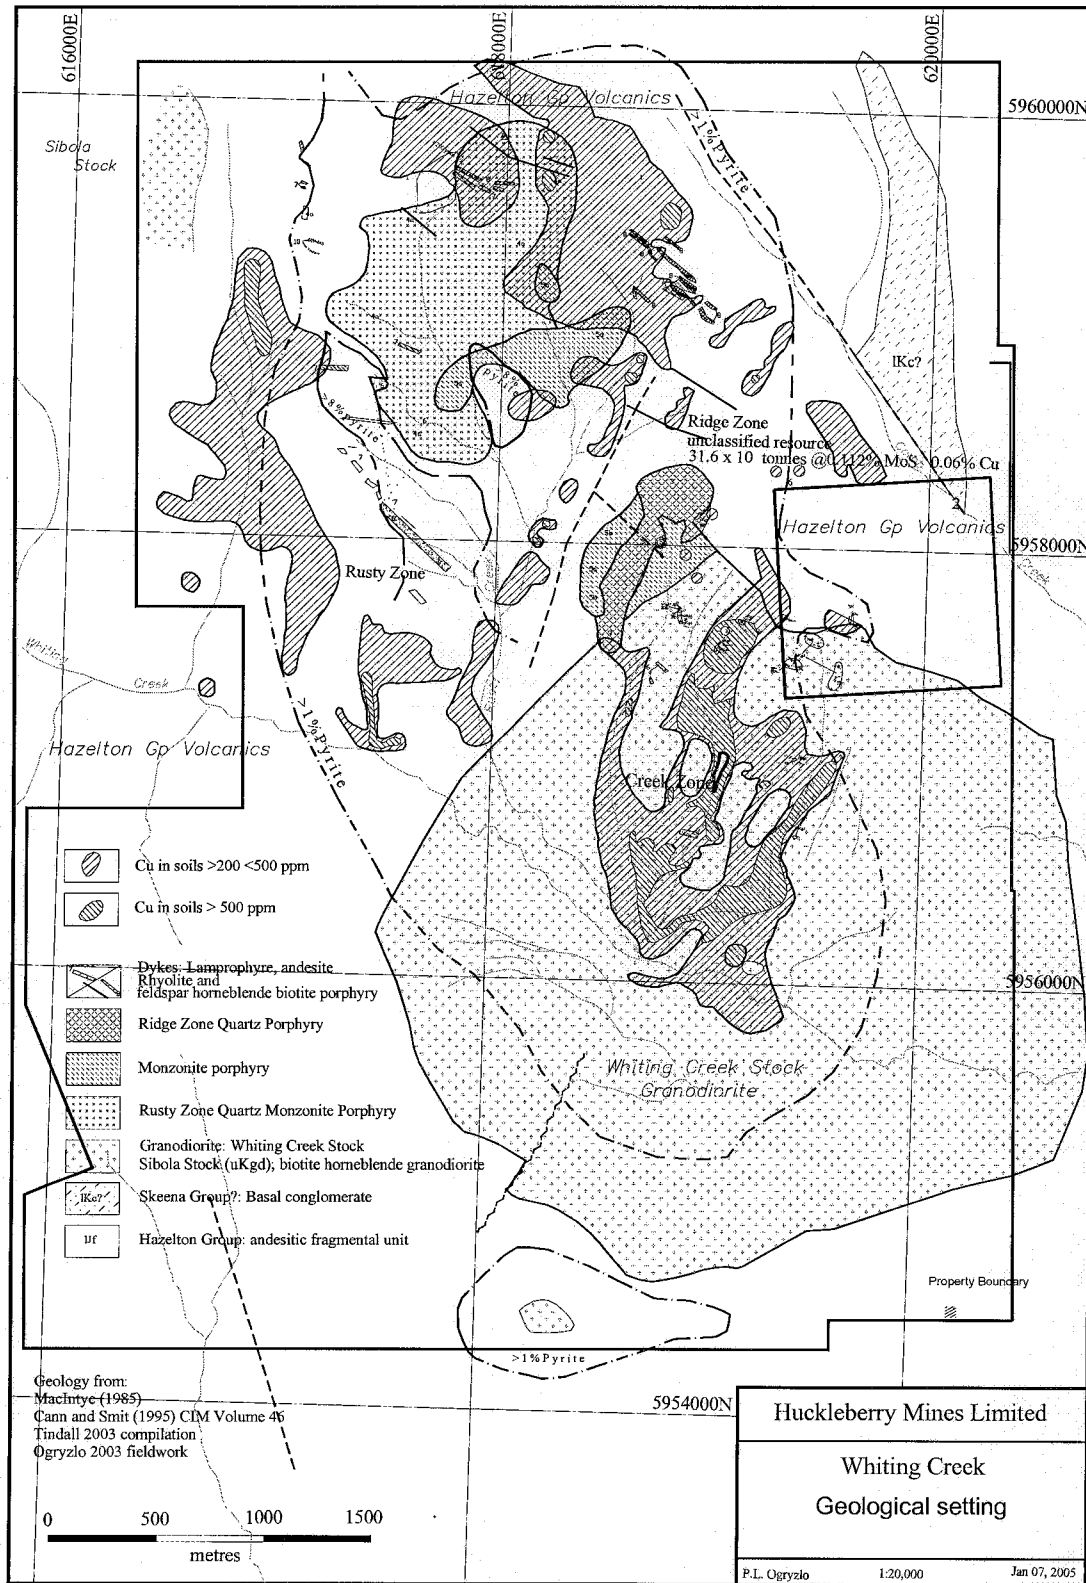 616000E
618000E
620000E
5960000N
Hazelton Gp Volcanics
Sibola
Stock
>1%Pyrite
lKc?
>8%Pyrite
Ridge Zone
unclassified resource
31.6 x 10 tonnes @0.112% MoS 0.06% Cu
Hazelton Gp Volcanics
5958000N
Creek
Rusty Zone
Whiting
Creek
>1%Pyrite
Hazelton Gp Volcanics
Creek Zone
Cu in soils >200 <500 ppm
Cu in soils > 500 ppm
Dykes: Lamprophyre, andesite
Rhyolite and
feldspar horneblende biotite porphyry
5956000N
Ridge Zone Quartz Porphyry
Monzonite porphyry
Whiting Creek Stock
Granodiorite
Rusty Zone Quartz Monzonite Porphyry
Granodiorite: Whiting Creek Stock
Sibola Stock (uKgd); biotite horneblende granodiorite
lKc?
Skeena Group?: Basal conglomerate
Hazelton Group: andesitic fragmental unit
Property Boundary
>1%Pyrite
Geology from:
MacIntye (1985)
Cann and Smit (1995) CIM Volume 46
Tindall 2003 compilation
Ogryzlo 2003 fieldwork
5954000N
Huckleberry Mines Limited
Whiting Creek
Geological setting
0 500 1000 1500
metres
P.L. Ogryzlo 1:20,000 Jan 07, 2005